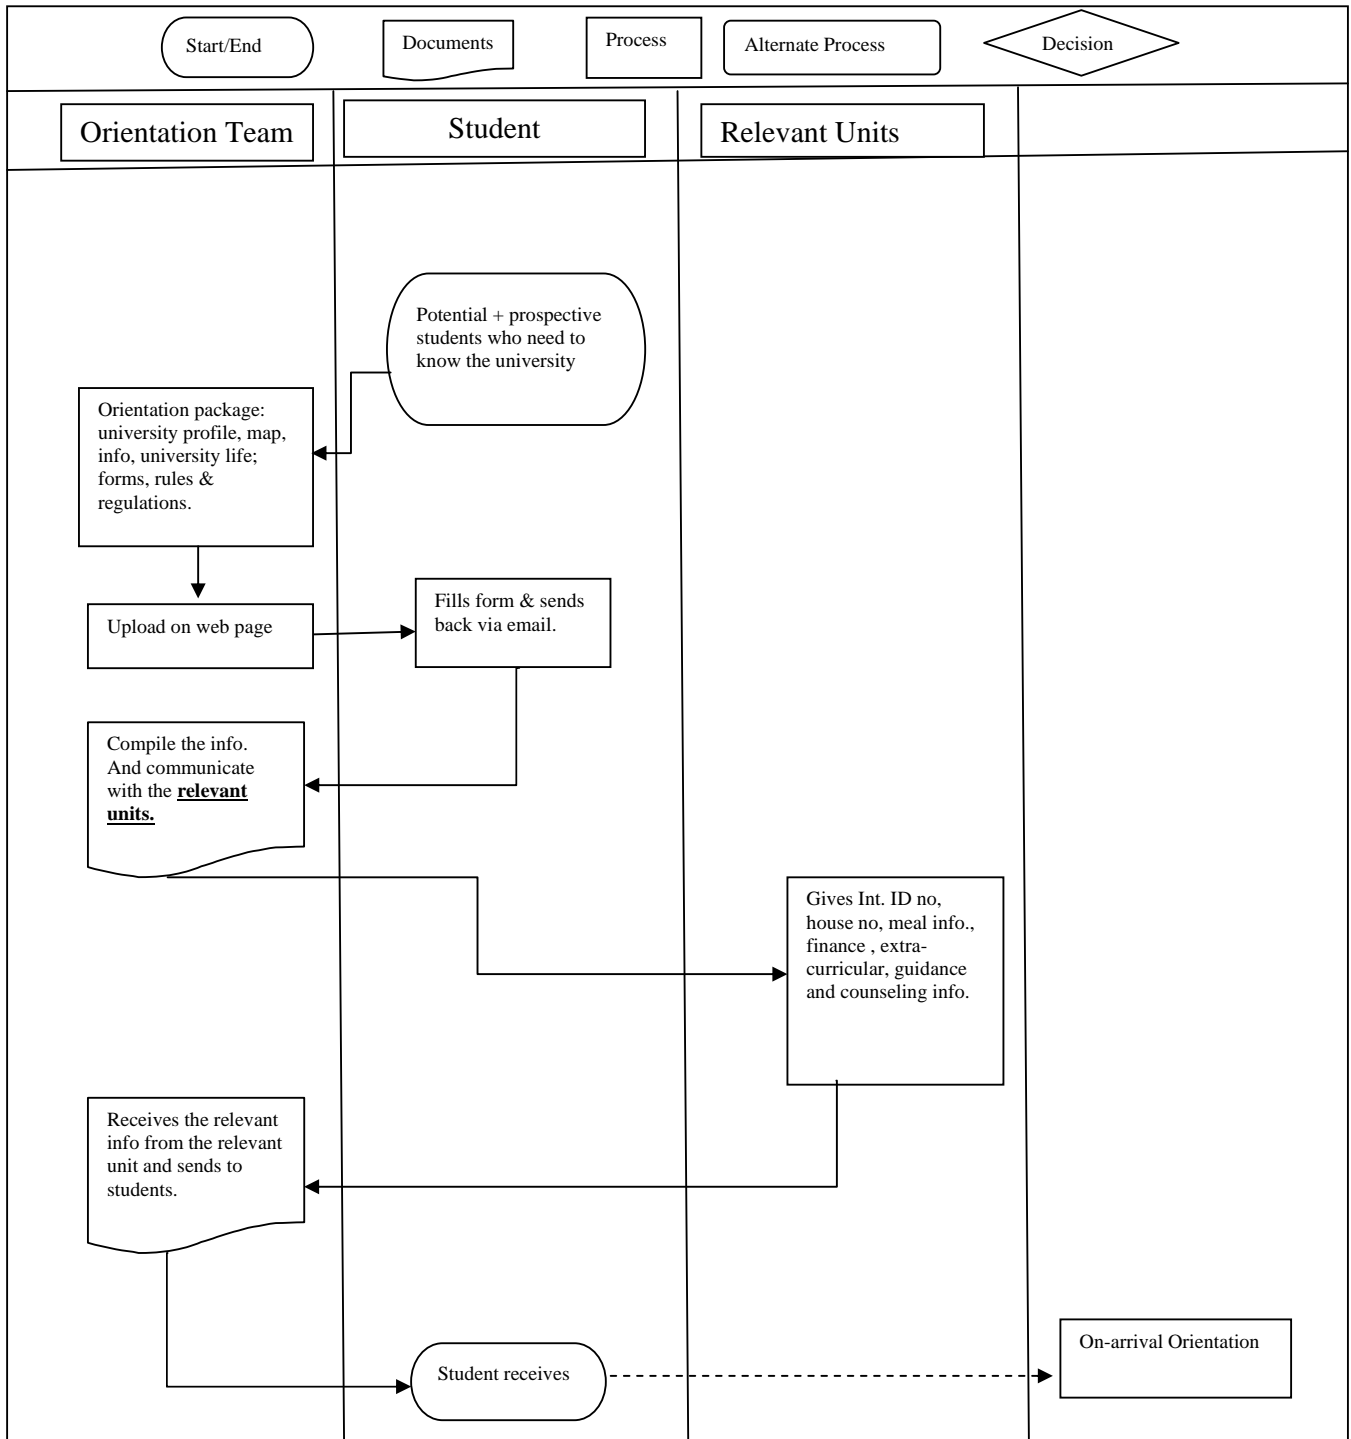 Start/End
Documents
Process
Alternate Process
Decision
Orientation Team
Student
Relevant Units
Potential + prospective
students who need to
know the university
Orientation package:
university profile, map,
info, university life;
forms, rules &
regulations.
Upload on web page
Fills form & sends
back via email.
Compile the info.
And communicate
with the relevant
units.
Gives Int. ID no,
house no, meal info.,
finance , extra-
curricular, guidance
and counseling info.
Receives the relevant
info from the relevant
unit and sends to
students.
Student receives
On-arrival Orientation